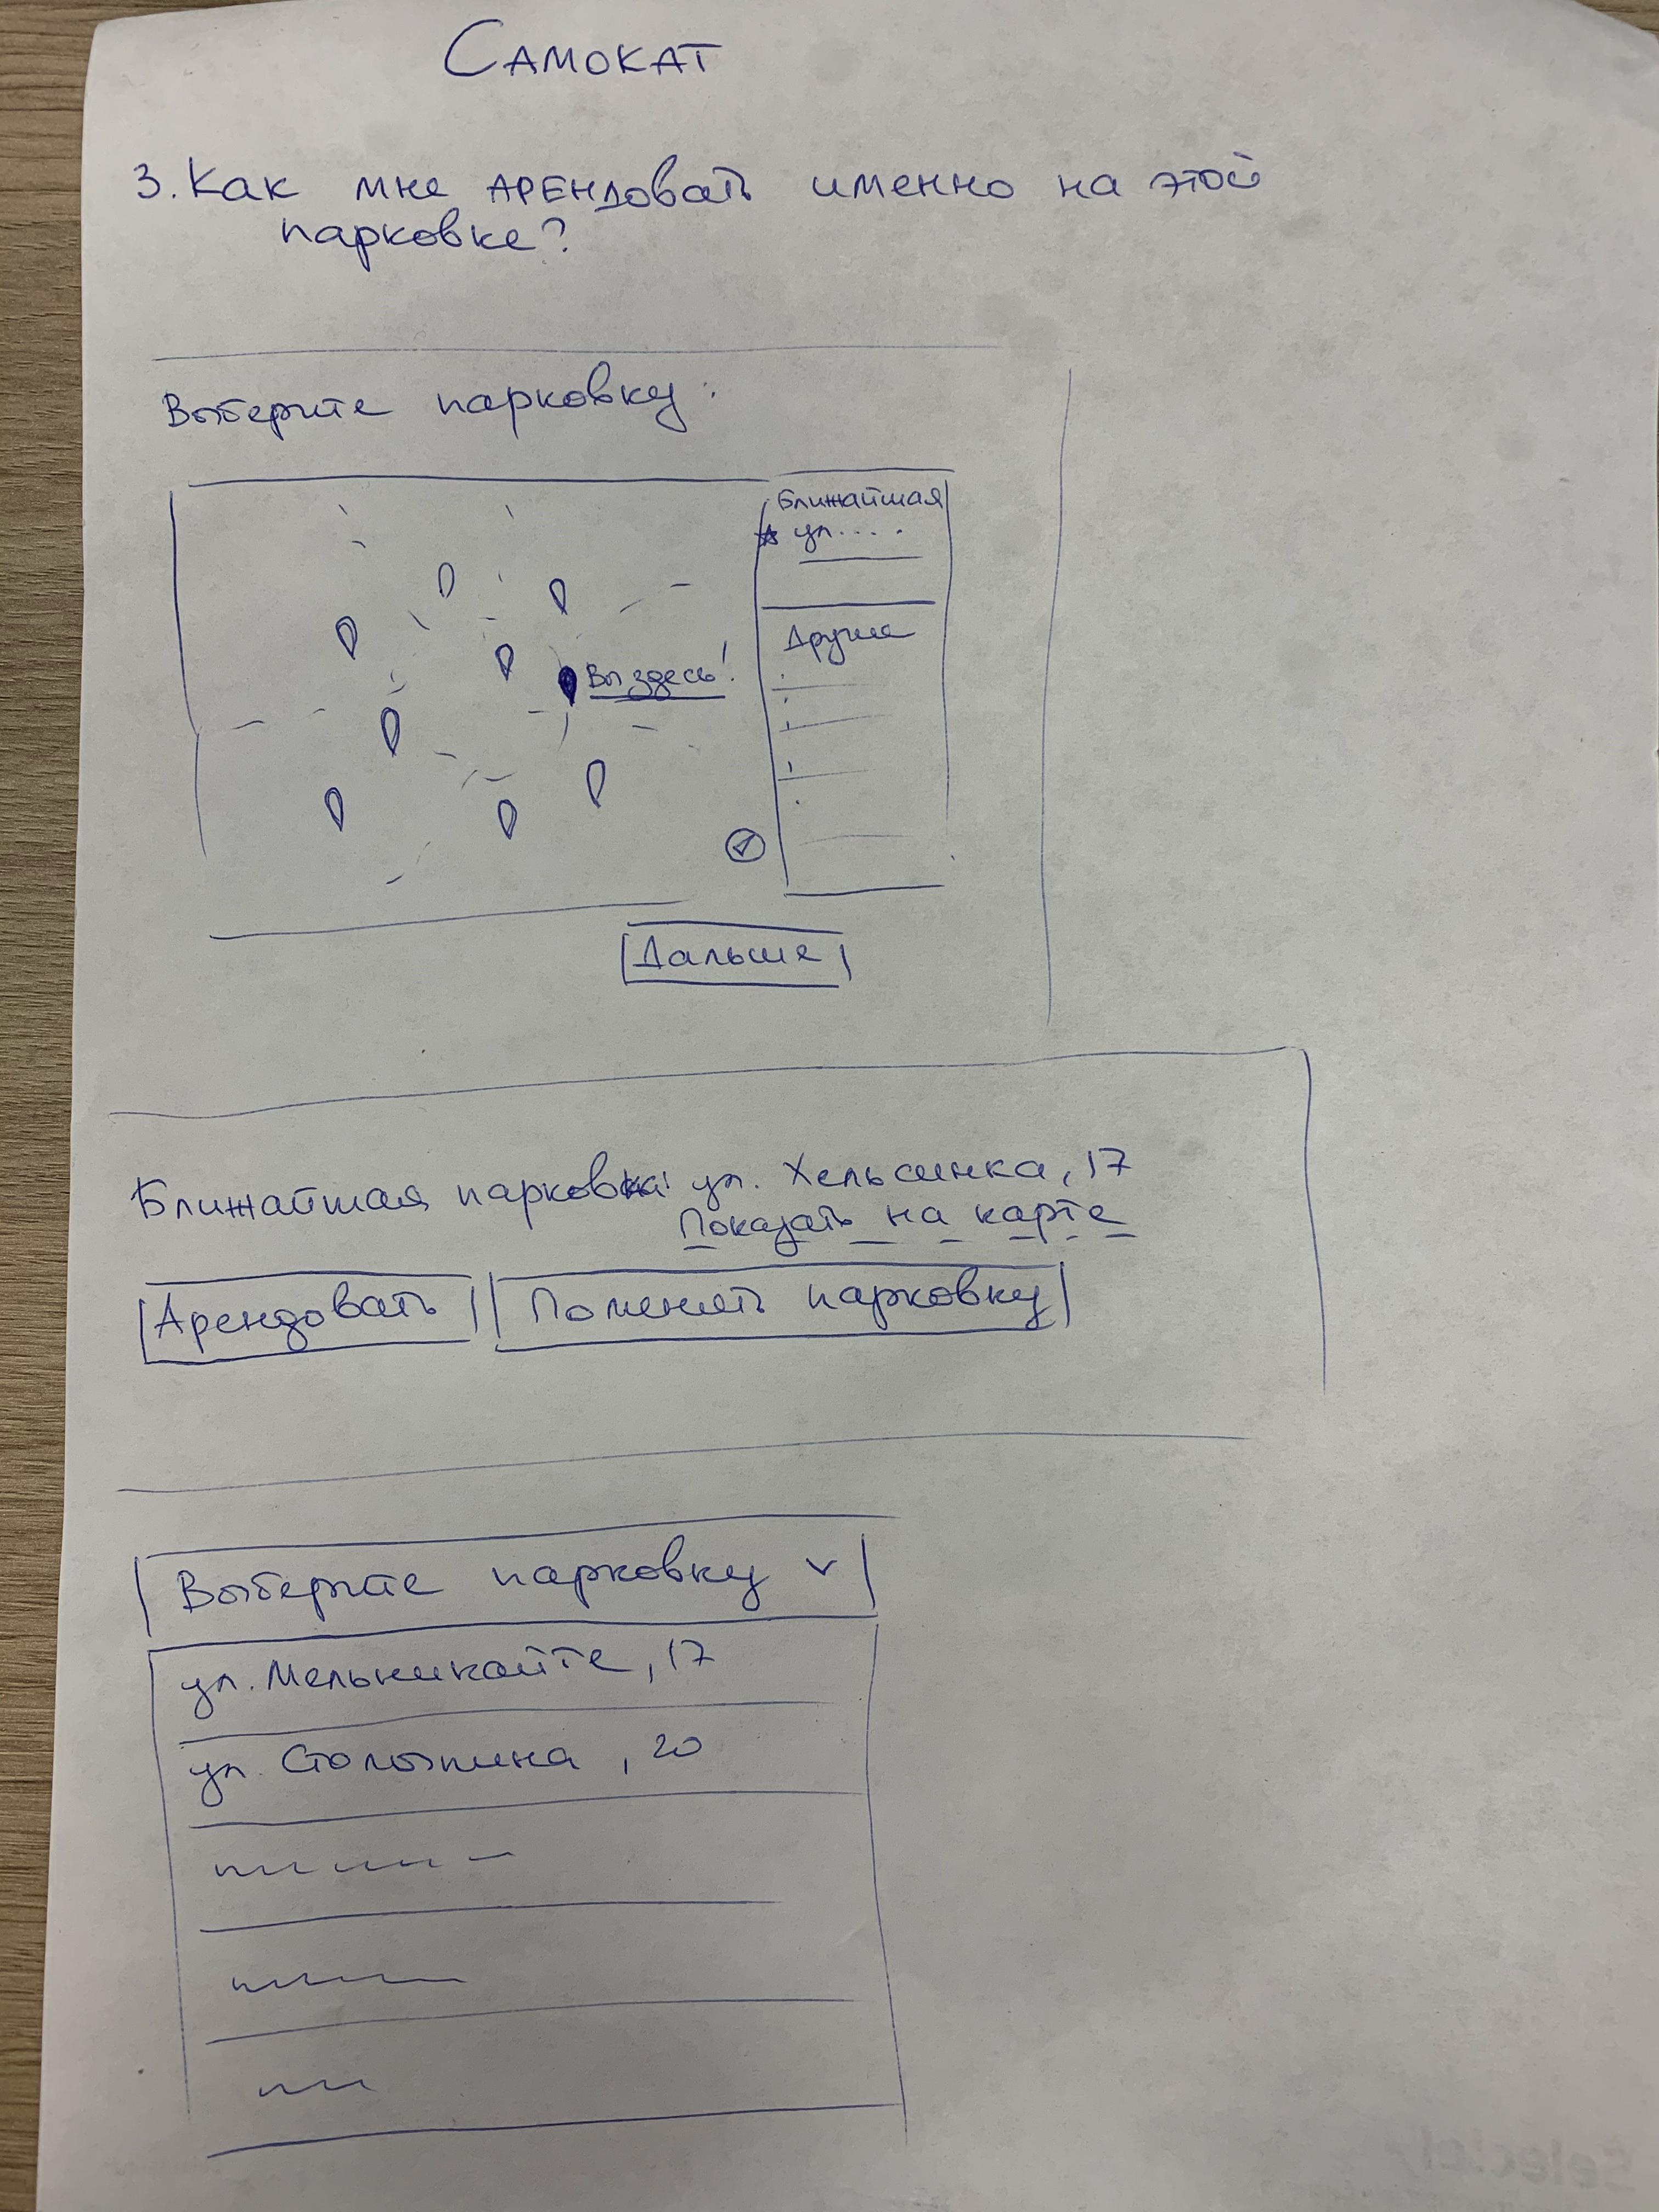 Самокат
3. Как мне арендовать именно на этой
парковке?
Выберите парковку:
Ближайшая
ул. . . . .
Другие
Вы здесь!
Дальше
Ближайшая парковка: ул. Хельсинка, 17
Показать на карте
Арендовать
Поменять парковку
Выберите парковку
ул. Мельникайте, 17
ул. Столыпина, 20
Selectel